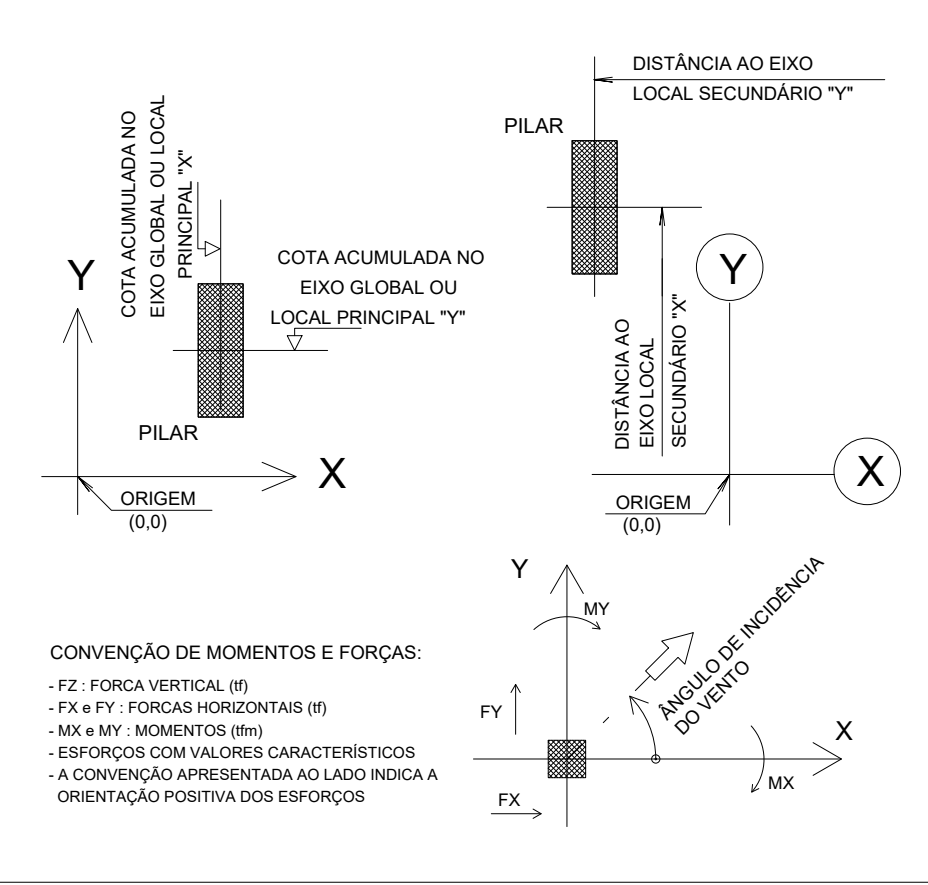 COTA ACUMULADA NO
EIXO GLOBAL OU LOCAL
PRINCIPAL "X"
Y
COTA ACUMULADA NO
EIXO GLOBAL OU
LOCAL PRINCIPAL "Y"
PILAR
X
ORIGEM
(0,0)
DISTÂNCIA AO EIXO
LOCAL SECUNDÁRIO "Y"
PILAR
Y
DISTÂNCIA AO
EIXO LOCAL
SECUNDÁRIO "X"
X
ORIGEM
(0,0)
CONVENÇÃO DE MOMENTOS E FORÇAS:
- FZ : FORCA VERTICAL (tf)
- FX e FY : FORCAS HORIZONTAIS (tf)
- MX e MY : MOMENTOS (tfm)
- ESFORÇOS COM VALORES CARACTERÍSTICOS
- A CONVENÇÃO APRESENTADA AO LADO INDICA A
ORIENTAÇÃO POSITIVA DOS ESFORÇOS
Y
MY
ÂNGULO DE INCIDÊNCIA
DO VENTO
FY
X
MX
FX